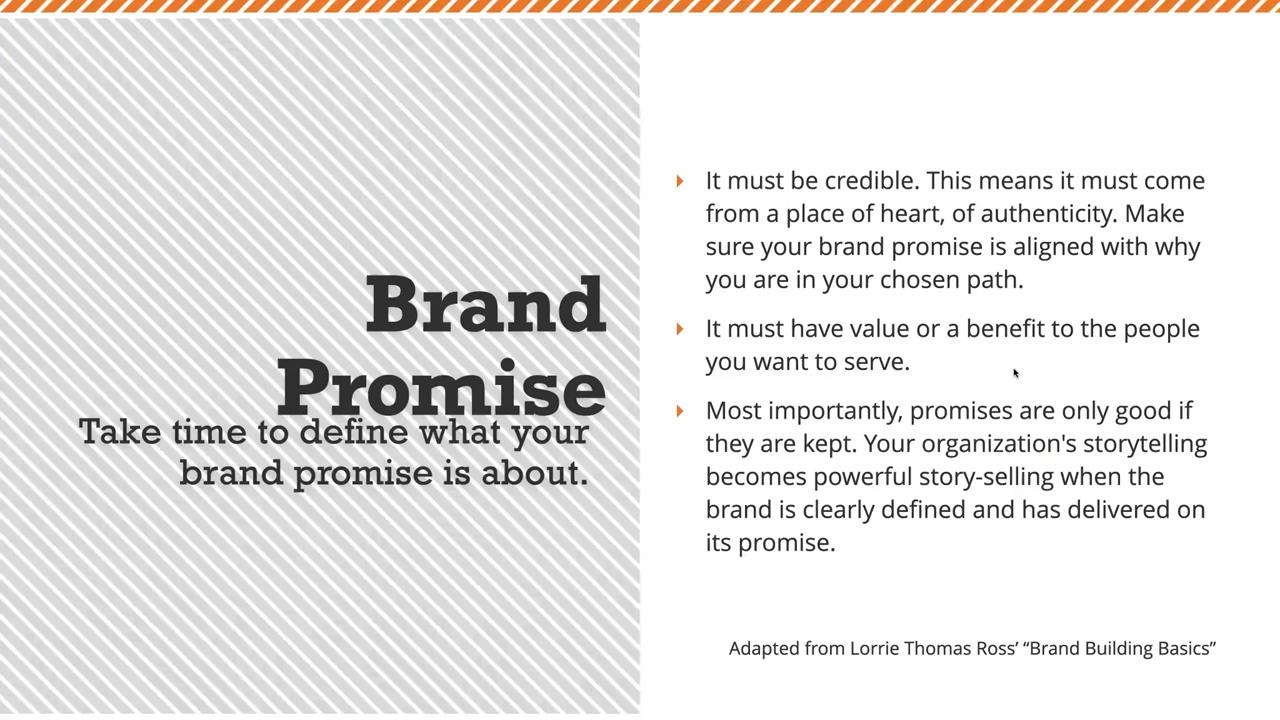 Brand
Promise
Take time to define what your
brand promise is about.
It must be credible. This means it must come
from a place of heart, of authenticity. Make
sure your brand promise is aligned with why
you are in your chosen path.
It must have value or a benefit to the people
you want to serve.
Most importantly, promises are only good if
they are kept. Your organization's storytelling
becomes powerful story-selling when the
brand is clearly defined and has delivered on
its promise.
Adapted from Lorrie Thomas Ross’ “Brand Building Basics”